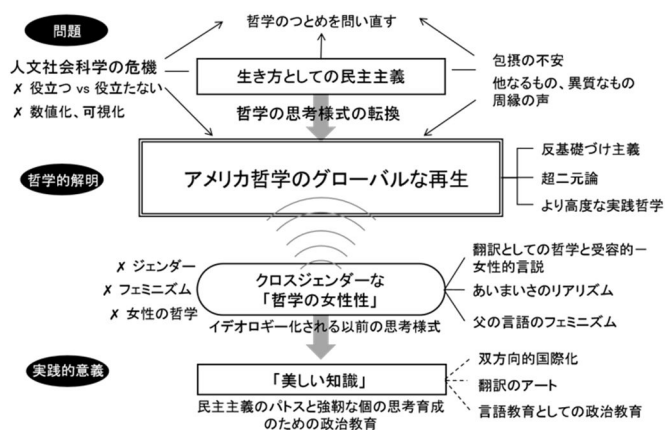 問題
哲学のつとめを問い直す
人文社会科学の危機
✗ 役立つ vs 役立たない
✗ 数値化、可視化
生き方としての民主主義
包摂の不安
他なるもの、異質なもの
周縁の声
哲学の思考様式の転換
哲学的解明
アメリカ哲学のグローバルな再生
反基礎づけ主義
超二元論
より高度な実践哲学
✗ ジェンダー
✗ フェミニズム
✗ 女性の哲学
クロスジェンダーな
「哲学の女性性」
イデオロギー化される以前の思考様式
翻訳としての哲学と受容的−
女性的言説
あいまいさのリアリズム
父の言語のフェミニズム
実践的意義
「美しい知識」
民主主義のパトスと強靭な個の思考育成
のための政治教育
双方向的国際化
翻訳のアート
言語教育としての政治教育